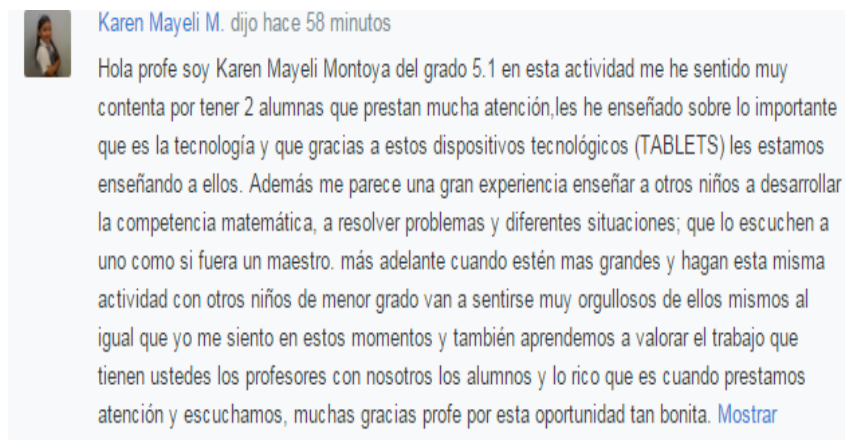 Karen Mayeli M. dijo hace 58 minutos
Hola profe soy Karen Mayeli Montoya del grado 5.1 en esta actividad me he sentido muy
contenta por tener 2 alumnas que prestan mucha atención,les he enseñado sobre lo importante
que es la tecnología y que gracias a estos dispositivos tecnológicos (TABLETS) les estamos
enseñando a ellos. Además me parece una gran experiencia enseñar a otros niños a desarrollar
la competencia matemática, a resolver problemas y diferentes situaciones; que lo escuchen a
uno como si fuera un maestro. más adelante cuando estén mas grandes y hagan esta misma
actividad con otros niños de menor grado van a sentirse muy orgullosos de ellos mismos al
igual que yo me siento en estos momentos y también aprendemos a valorar el trabajo que
tienen ustedes los profesores con nosotros los alumnos y lo rico que es cuando prestamos
atención y escuchamos, muchas gracias profe por esta oportunidad tan bonita. Mostrar